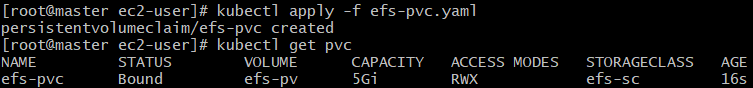 [root@master ec2-user]# kubectl apply -f efs-pvc.yaml
persistentvolumeclaim/efs-pvc created
[root@master ec2-user]# kubectl get pvc
NAME STATUS VOLUME CAPACITY ACCESS MODES STORAGECLASS AGE
efs-pvc Bound efs-pv 5Gi RWX efs-sc 16s